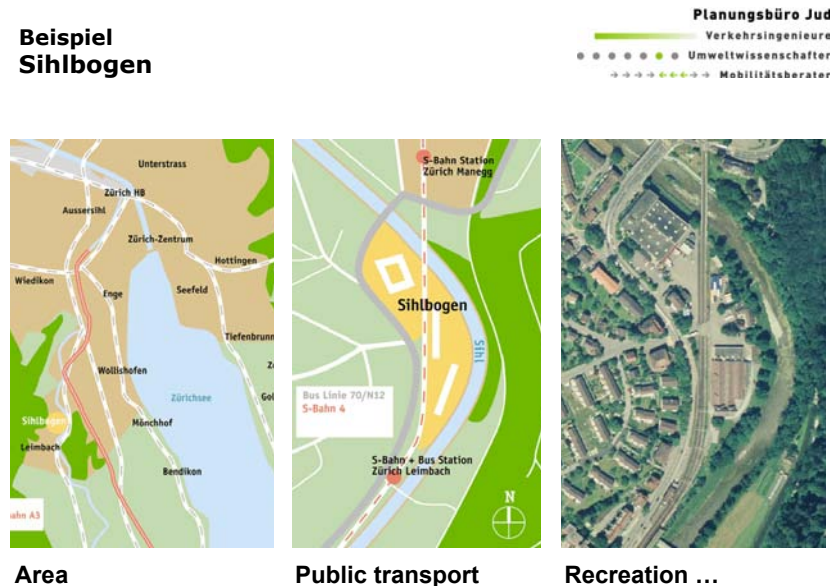 Beispiel
Sihlbogen
Planungsbüro Jud
Verkehrsingenieure
Umweltwissenschafter
Mobilitätsberater
Unterstrass
Zürich HB
Aussersihl
Zürich-Zentrum
Hottingen
Wiedikon
Enge
Seefeld
Tiefenbrunn
Wollishofen
Zürichsee
Sihlbogen
Mönchhof
Leimbach
Bendikon
ahn A3
S-Bahn Station
Zürich Manegg
Sihlbogen
Sihl
Bus Linie 70/N12
S-Bahn 4
S-Bahn + Bus Station
Zürich Leimbach
N
Area
Public transport
Recreation ...